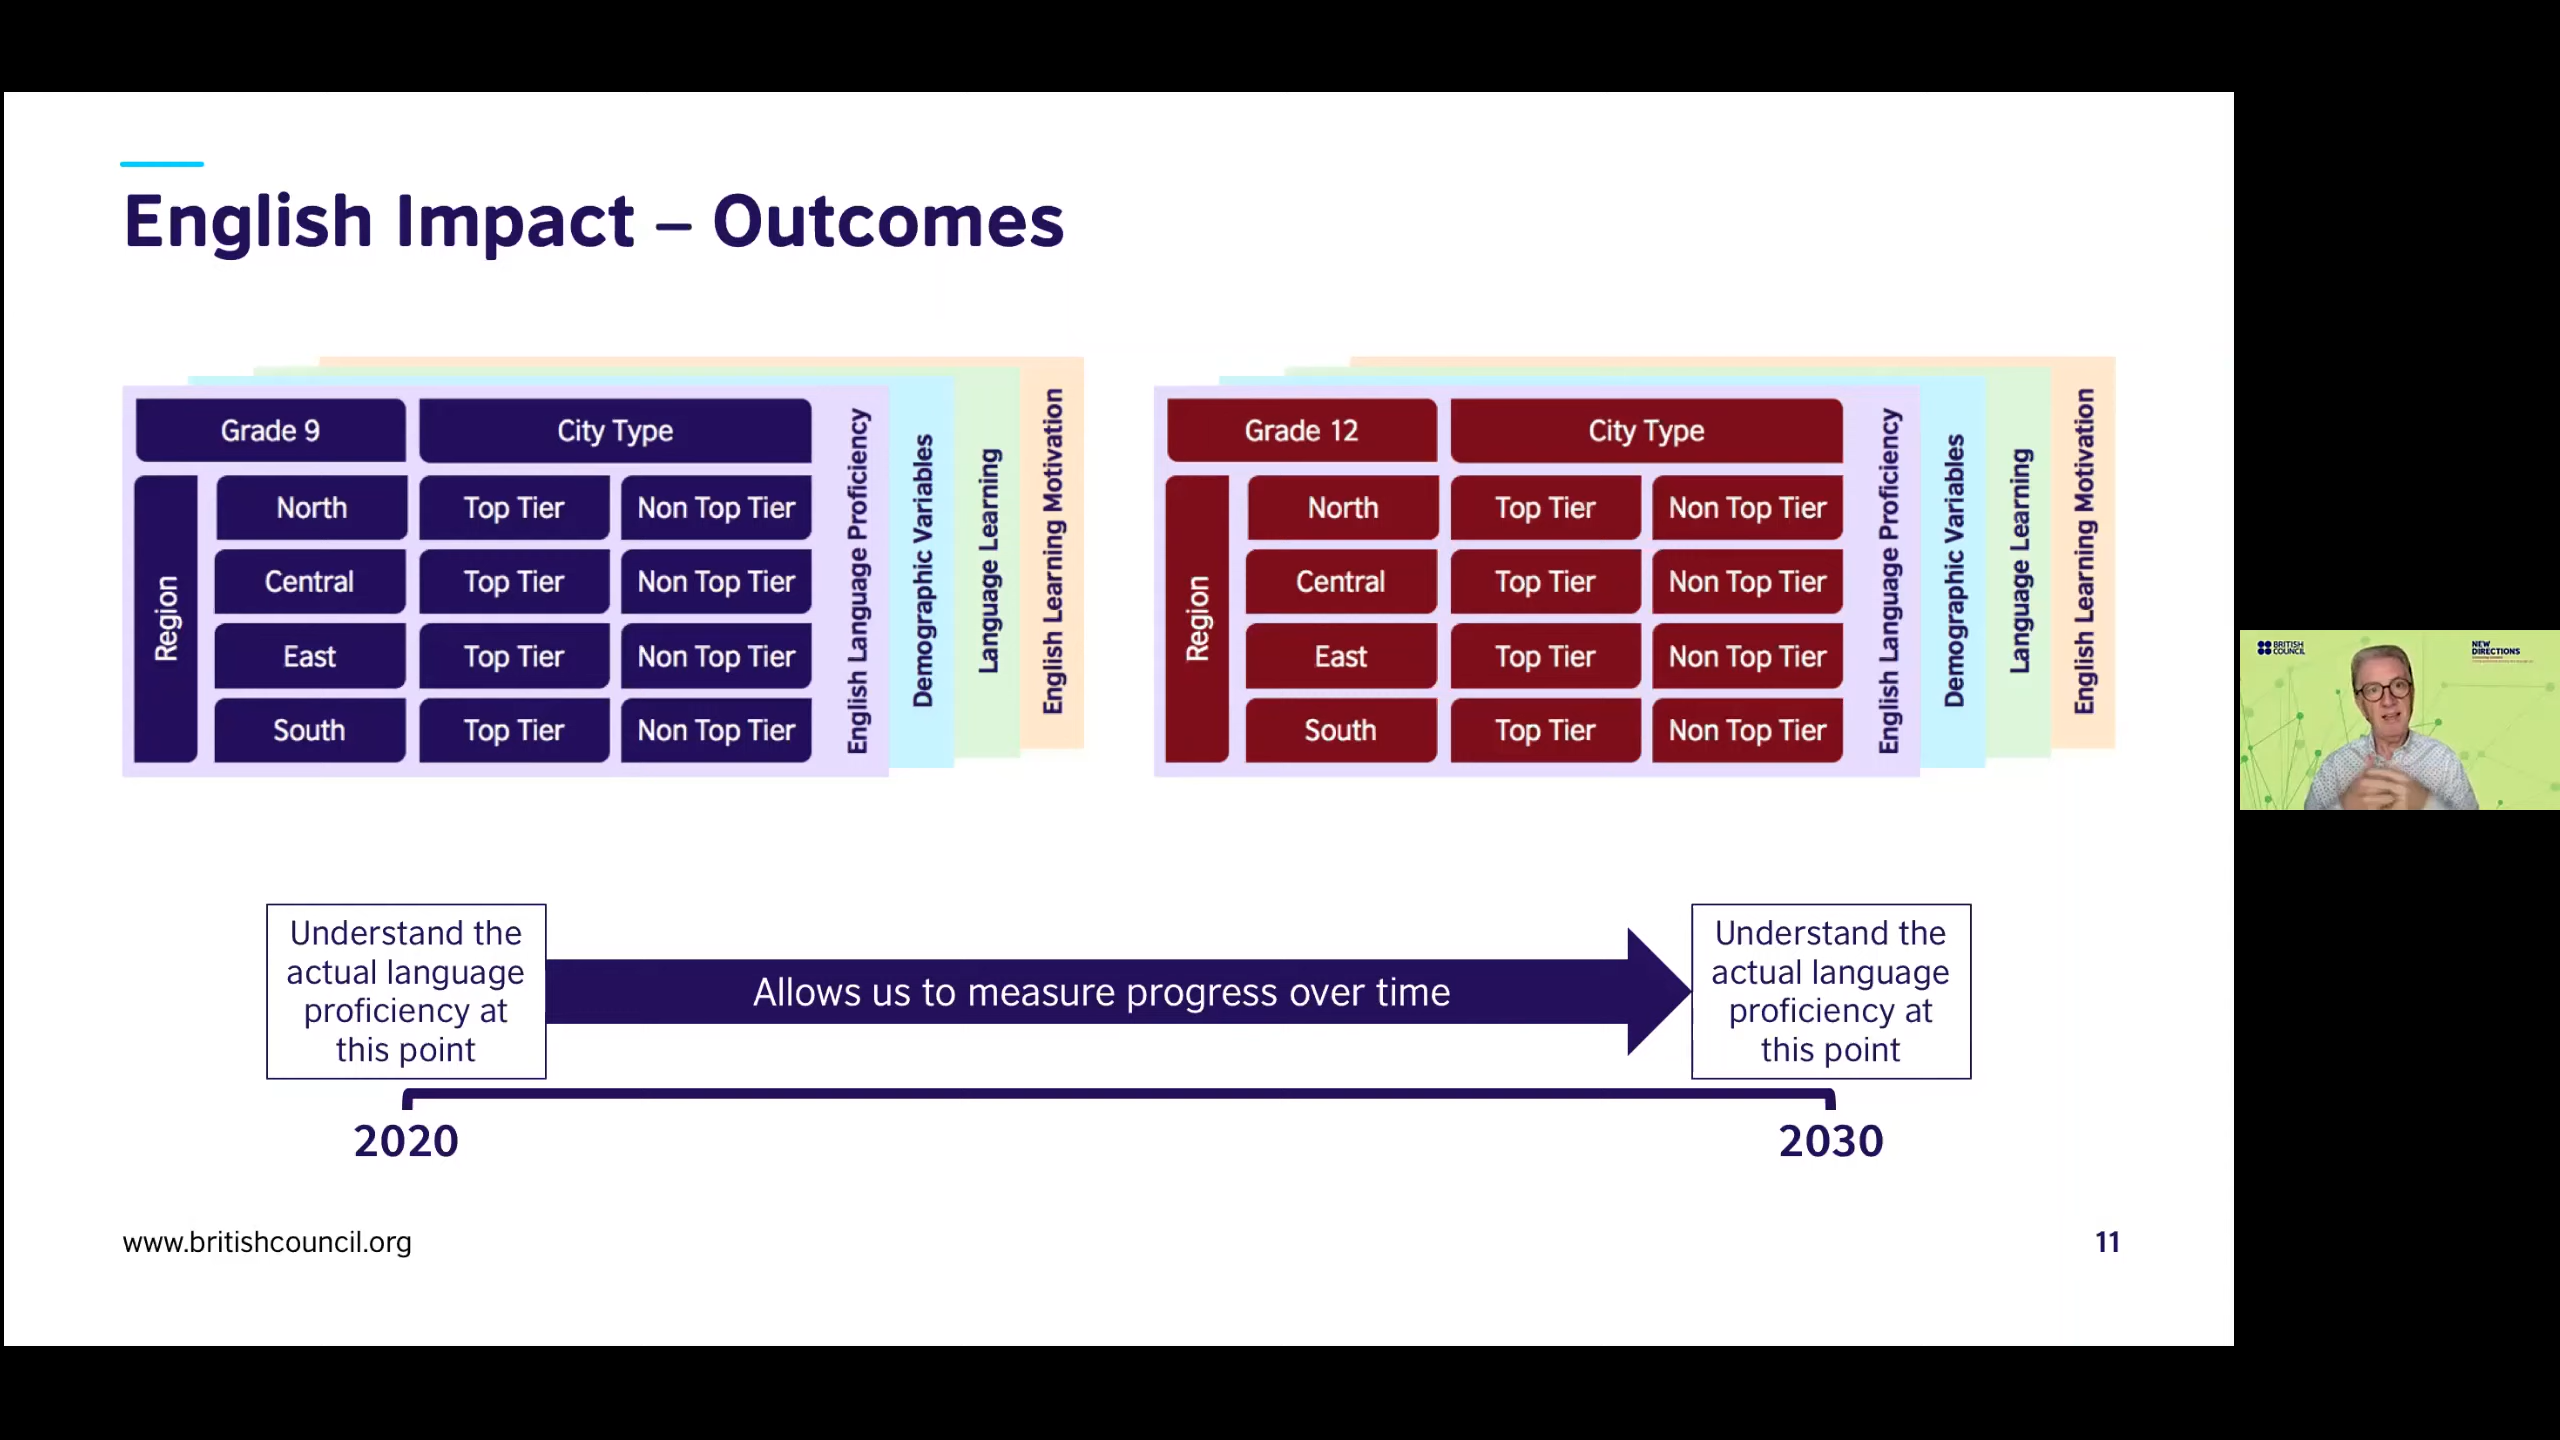 English Impact – Outcomes
Grade 9
City Type
Region
North
Top Tier
Non Top Tier
Central
Top Tier
Non Top Tier
East
Top Tier
Non Top Tier
South
Top Tier
Non Top Tier
English Language Proficiency
Demographic Variables
Language Learning
English Learning Motivation
Grade 12
City Type
Region
North
Top Tier
Non Top Tier
Central
Top Tier
Non Top Tier
East
Top Tier
Non Top Tier
South
Top Tier
Non Top Tier
English Language Proficiency
Demographic Variables
Language Learning
English Learning Motivation
BRITISH
COUNCIL
NEW
DIRECTIONS
Understand the
actual language
proficiency at
this point
Allows us to measure progress over time
Understand the
actual language
proficiency at
this point
2020
2030
www.britishcouncil.org
11